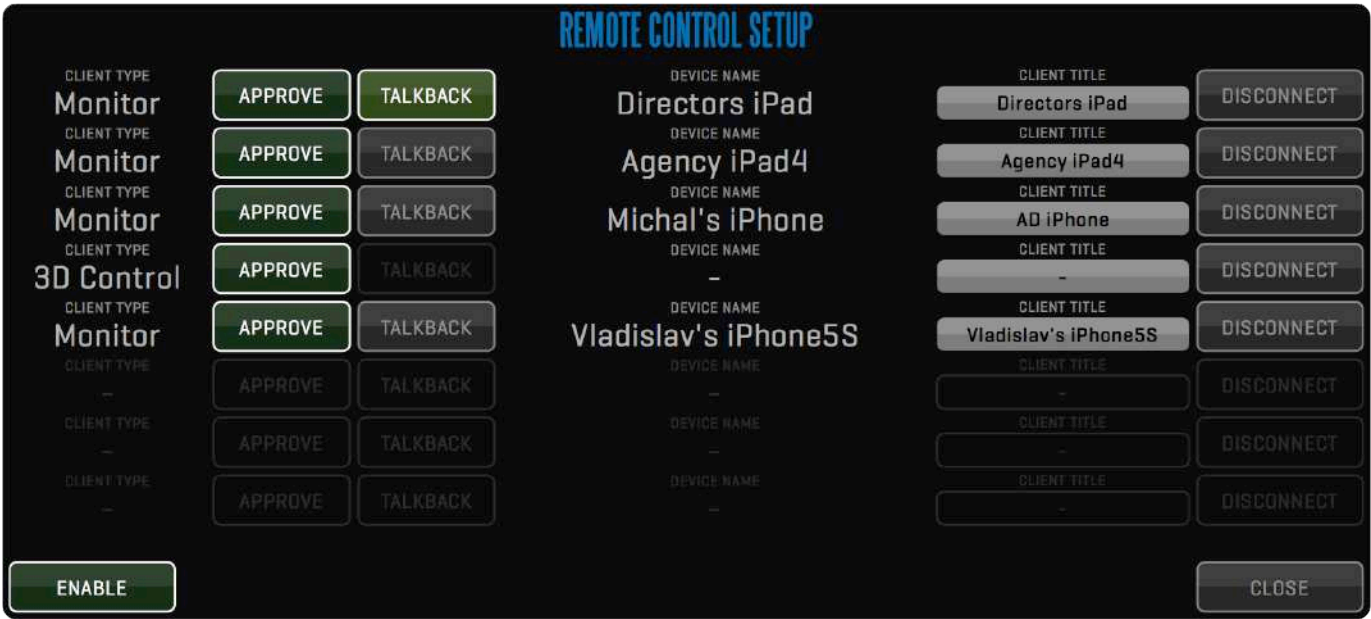 REMOTE CONTROL SETUP
CLIENT TYPE DEVICE NAME CLIENT TITLE
Monitor APPROVE TALKBACK Directors iPad Directors iPad DISCONNECT
CLIENT TYPE DEVICE NAME CLIENT TITLE
Monitor APPROVE TALKBACK Agency iPad4 Agency iPad4 DISCONNECT
CLIENT TYPE DEVICE NAME CLIENT TITLE
Monitor APPROVE TALKBACK Michal's iPhone AD iPhone DISCONNECT
CLIENT TYPE DEVICE NAME CLIENT TITLE
3D Control APPROVE TALKBACK - - DISCONNECT
CLIENT TYPE DEVICE NAME CLIENT TITLE
Monitor APPROVE TALKBACK Vladislav's iPhone5S Vladislav's iPhone5S DISCONNECT
CLIENT TYPE DEVICE NAME CLIENT TITLE
- APPROVE TALKBACK - - DISCONNECT
CLIENT TYPE DEVICE NAME CLIENT TITLE
- APPROVE TALKBACK - - DISCONNECT
CLIENT TYPE DEVICE NAME CLIENT TITLE
- APPROVE TALKBACK - - DISCONNECT
ENABLE CLOSE